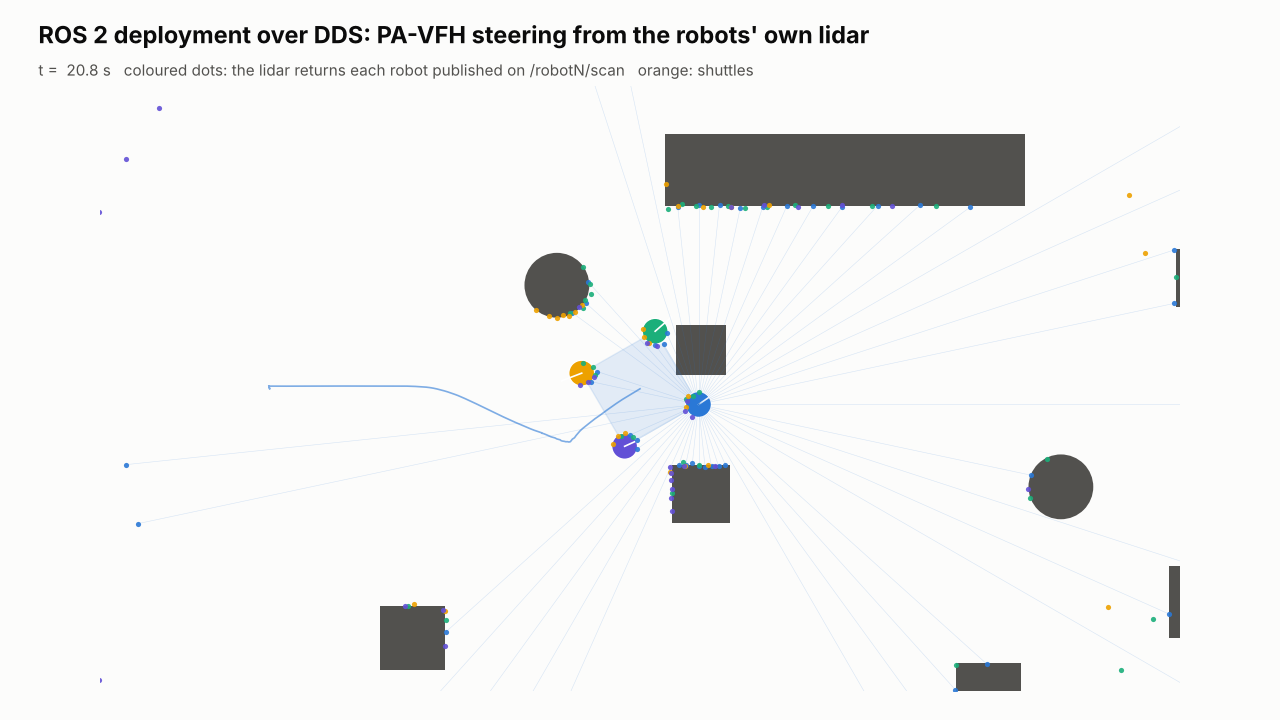 ROS 2 deployment over DDS: PA-VFH steering from the robots' own lidar
t =  20.8 s   coloured dots: the lidar returns each robot published on /robotN/scan   orange: shuttles